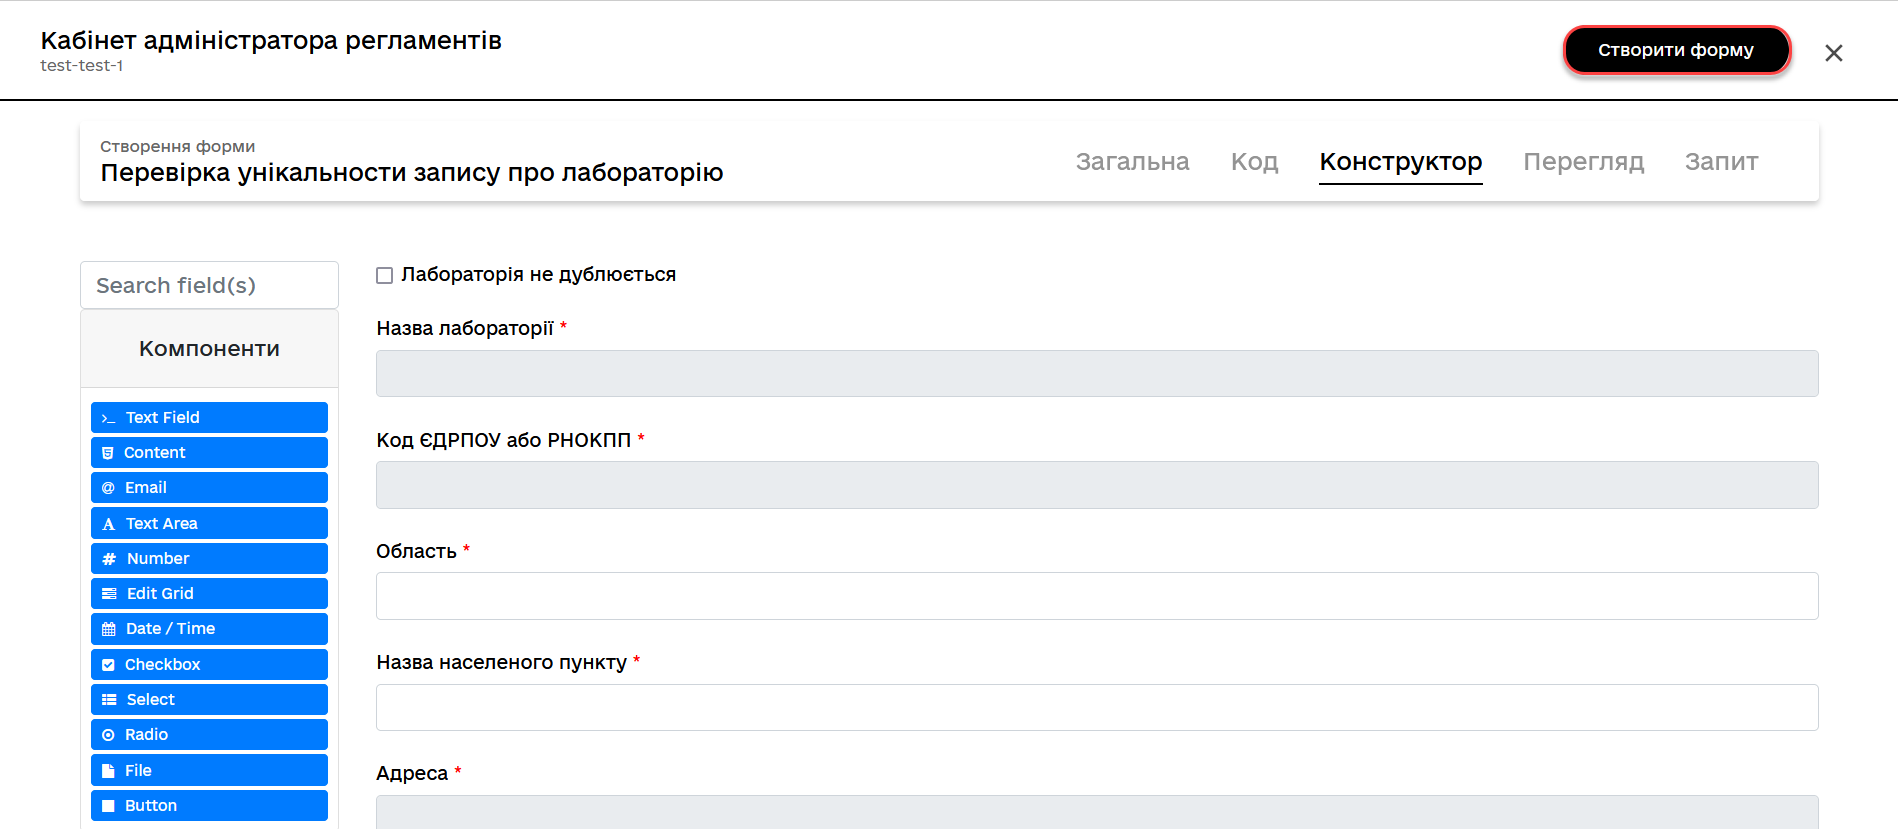 Кабінет адміністратора регламентів
test-test-1
Створити форму
Створення форми
Перевірка унікальности запису про лабораторію
Загальна
Код
Конструктор
Перегляд
Запит
Search field(s)
Компоненти
Text Field
Content
Email
Text Area
Number
Edit Grid
Date / Time
Checkbox
Select
Radio
File
Button
Лабораторія не дублюється
Назва лабораторії *
Код ЄДРПОУ або РНОКПП *
Область *
Назва населеного пункту *
Адреса *